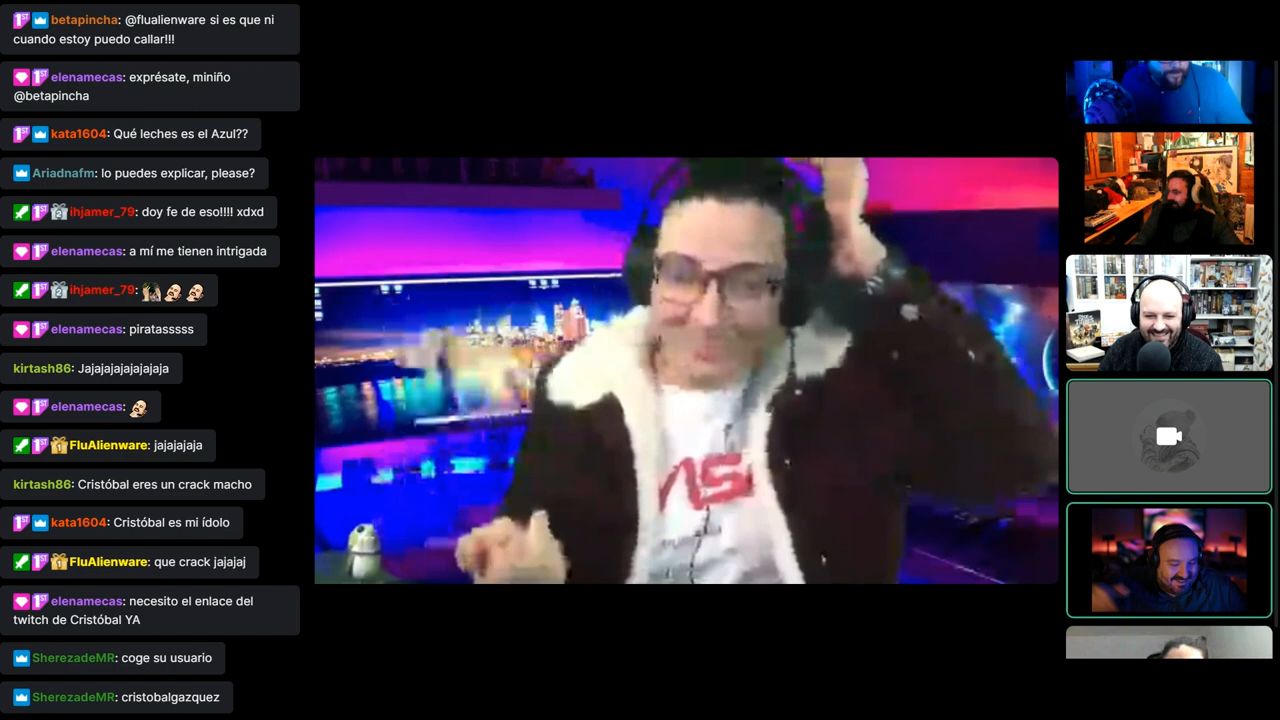 betapincha: @flualienware si es que ni
cuando estoy puedo callar!!!
elenamecas: exprésate, miniño
@betapincha
kata1604: Qué leches es el Azul??
Ariadnafm: lo puedes explicar, please?
ihjamer_79: doy fe de eso!!!! xdxd
elenamecas: a mí me tienen intrigada
ihjamer_79:
elenamecas: piratasssss
kirtash86: Jajajajajajajaja
elenamecas:
FluAlienware: jajajaja
kirtash86: Cristóbal eres un crack macho
kata1604: Cristóbal es mi ídolo
FluAlienware: que crack jajajaj
elenamecas: necesito el enlace del
twitch de Cristóbal YA
SherezadeMR: coge su usuario
SherezadeMR: cristobalgazquez